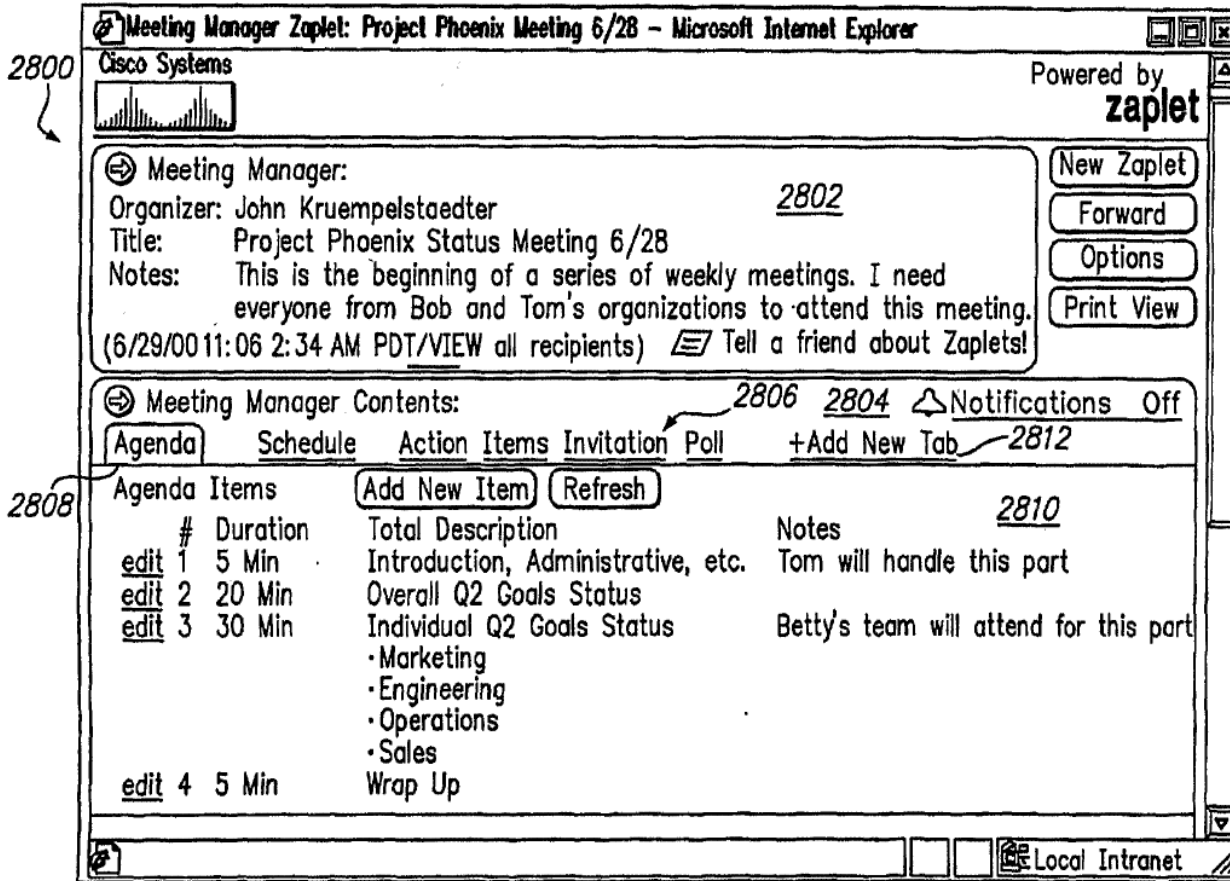 Meeting Manager Zaplet: Project Phoenix Meeting 6/28 – Microsoft Internet Explorer
2800
Cisco Systems
Powered by
zaplet
Meeting Manager:
2802
New Zaplet
Organizer: John Kruempelstaedter
Forward
Title: Project Phoenix Status Meeting 6/28
Options
Notes: This is the beginning of a series of weekly meetings. I need
everyone from Bob and Tom's organizations to attend this meeting.
Print View
(6/29/00 11:06 2:34 AM PDT/VIEW all recipients) Tell a friend about Zaplets!
Meeting Manager Contents: 2806 2804 Notifications Off
Agenda Schedule Action Items Invitation Poll +Add New Tab 2812
2808
Agenda Items Add New Item Refresh
2810
# Duration Total Description Notes
edit 1 5 Min Introduction, Administrative, etc. Tom will handle this part
edit 2 20 Min Overall Q2 Goals Status
edit 3 30 Min Individual Q2 Goals Status Betty's team will attend for this part
·Marketing
·Engineering
·Operations
·Sales
edit 4 5 Min Wrap Up
Local Intranet